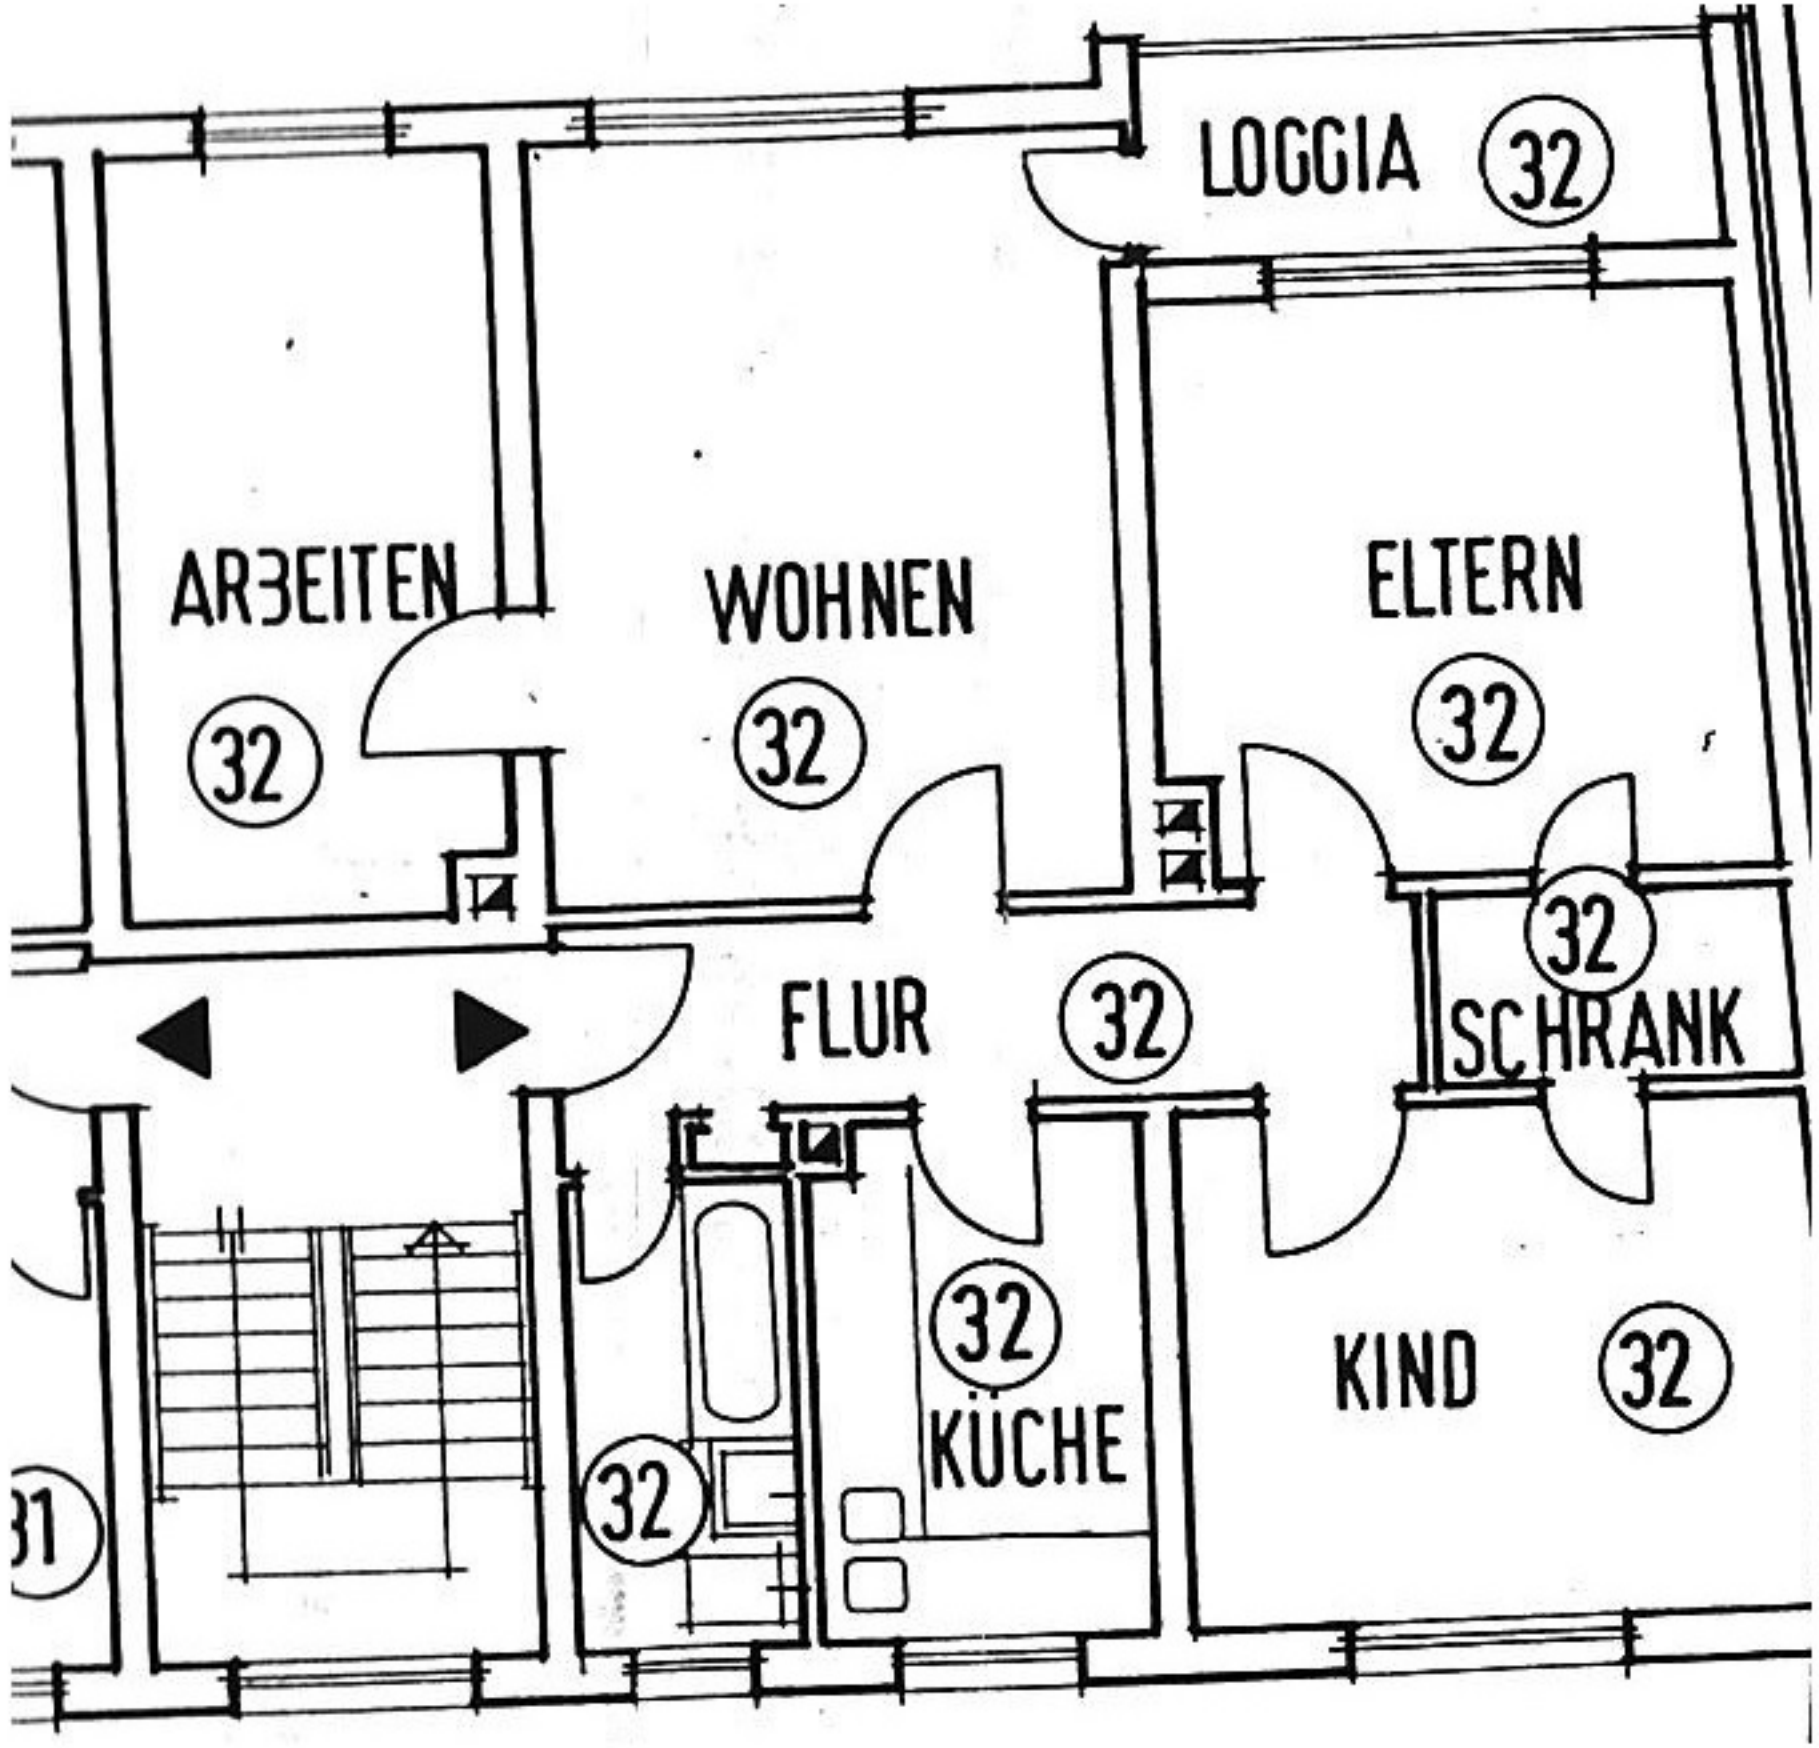 LOGGIA 32
ARBEITEN
WOHNEN
ELTERN
32
32
32
32
SCHRANK
FLUR 32
32
KÜCHE
KIND 32
32
31